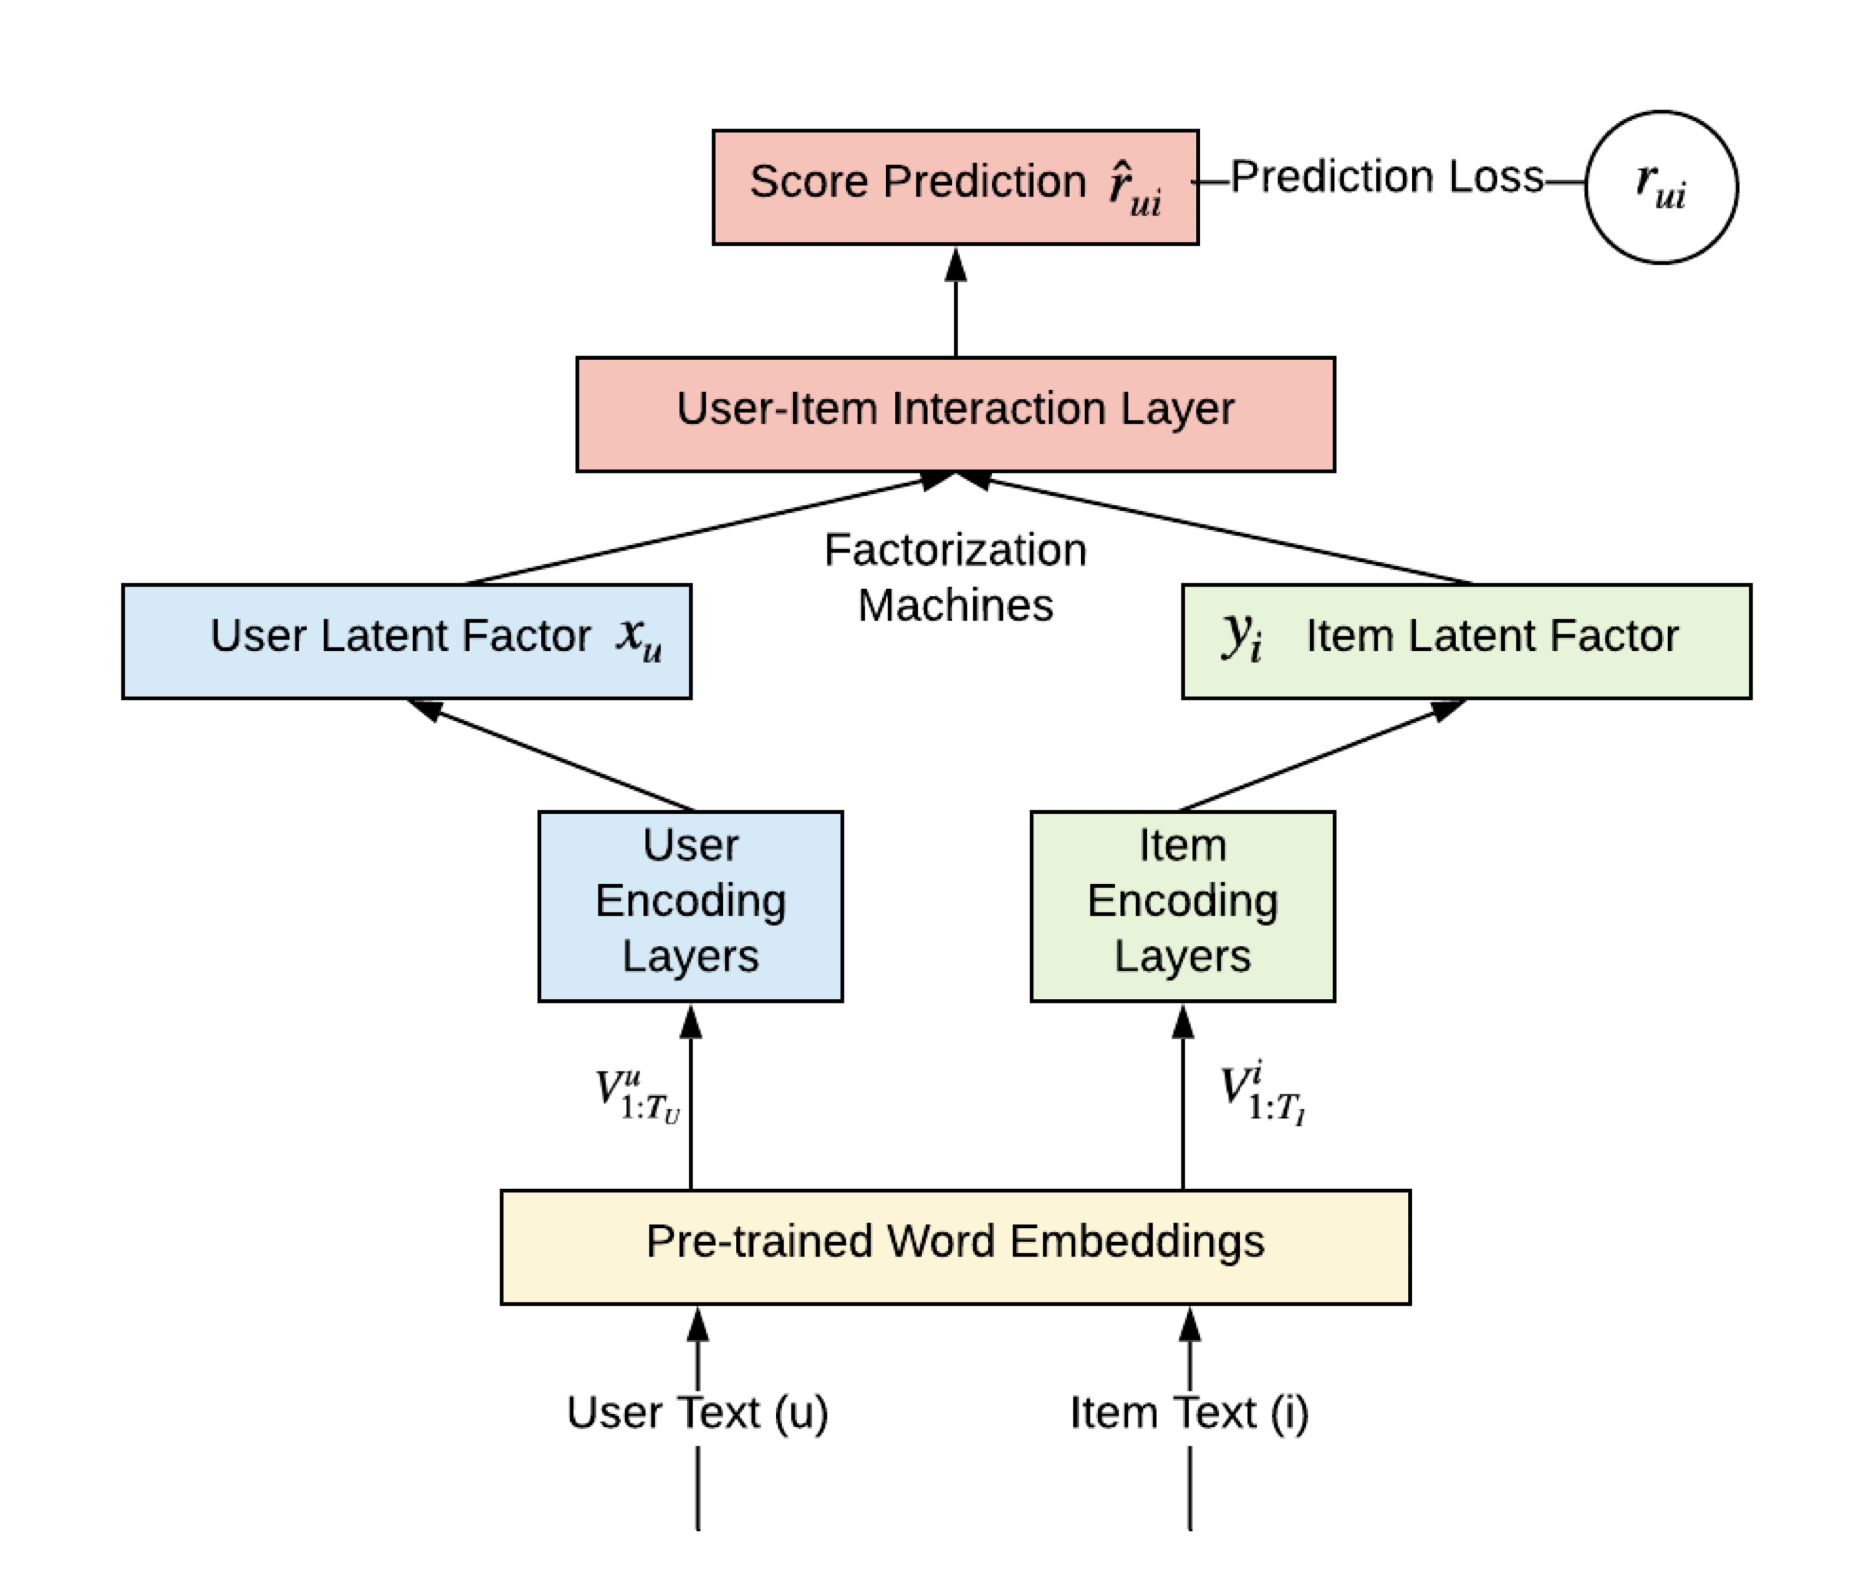 Score Prediction r̂ui
Prediction Loss
rui
User-Item Interaction Layer
Factorization
Machines
User Latent Factor xu
yi Item Latent Factor
User
Encoding
Layers
Item
Encoding
Layers
V^u_{1:T_U}
V^i_{1:T_I}
Pre-trained Word Embeddings
User Text (u)
Item Text (i)